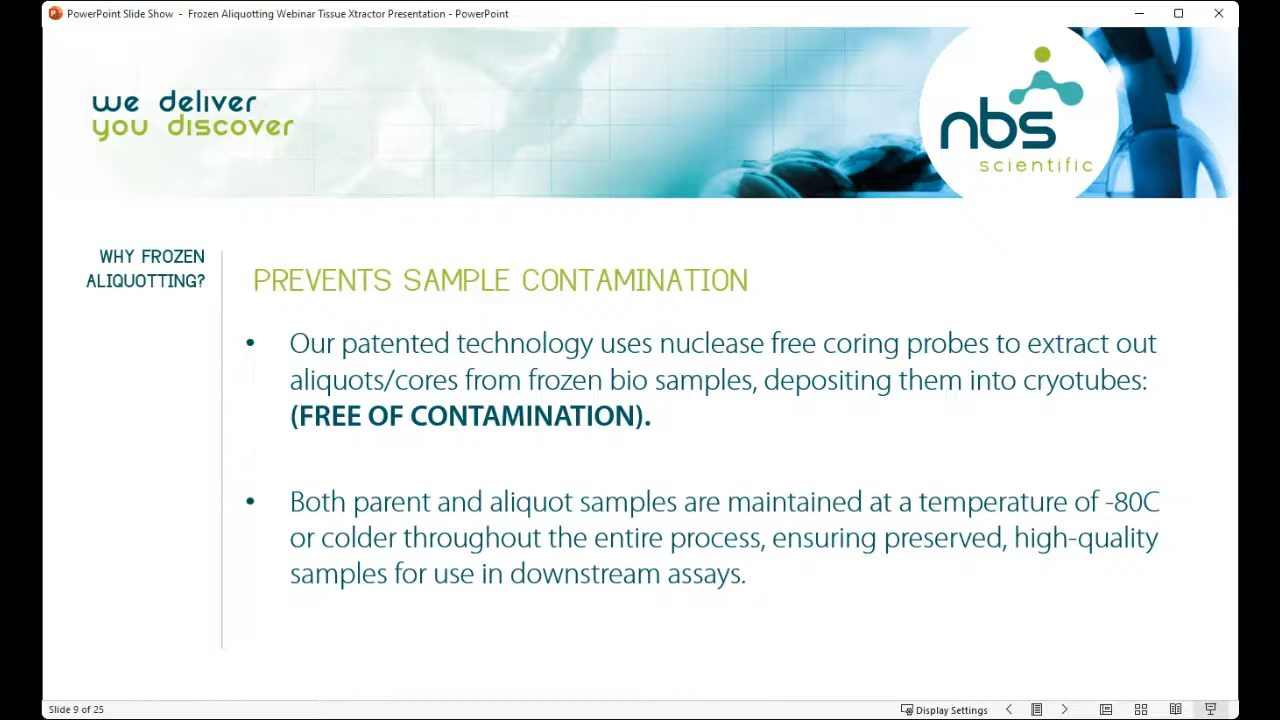 PowerPoint Slide Show - Frozen Aliquotting Webinar Tissue Xtractor Presentation - PowerPoint
we deliver
you discover
nbs
scientific
WHY FROZEN
ALIQUOTTING?
PREVENTS SAMPLE CONTAMINATION
• Our patented technology uses nuclease free coring probes to extract out
aliquots/cores from frozen bio samples, depositing them into cryotubes:
(FREE OF CONTAMINATION).
• Both parent and aliquot samples are maintained at a temperature of -80C
or colder throughout the entire process, ensuring preserved, high-quality
samples for use in downstream assays.
Slide 9 of 25
Display Settings